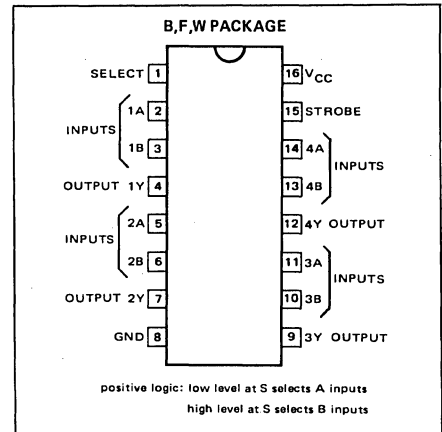 B,F,W PACKAGE
SELECT 1
16 VCC
1A 2
15 STROBE
INPUTS
1B 3
14 4A
INPUTS
13 4B
OUTPUT 1Y 4
12 4Y OUTPUT
2A 5
INPUTS
2B 6
11 3A
INPUTS
10 3B
OUTPUT 2Y 7
GND 8
9 3Y OUTPUT
positive logic: low level at S selects A inputs
high level at S selects B inputs